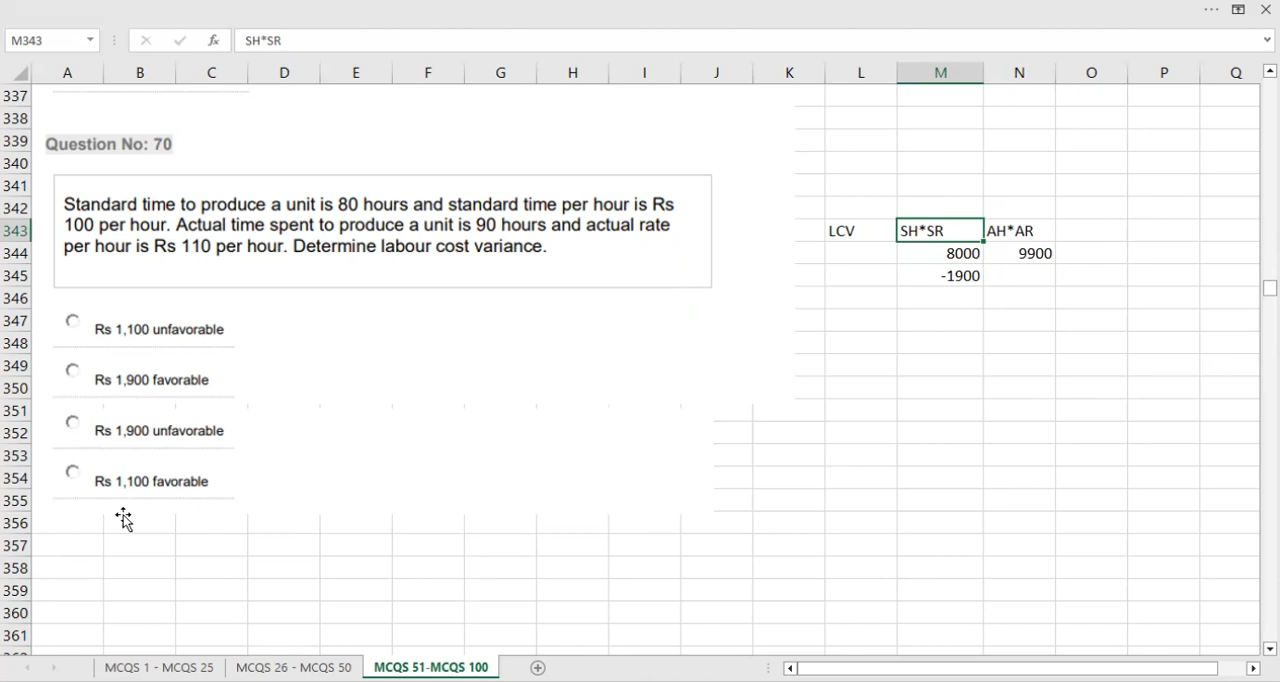 M343
fx
SH*SR
A B C D E F G H I J K L M N O P Q
337
338
339
Question No: 70
340
341
Standard time to produce a unit is 80 hours and standard time per hour is Rs
342
100 per hour. Actual time spent to produce a unit is 90 hours and actual rate
343
LCV SH*SR AH*AR
per hour is Rs 110 per hour. Determine labour cost variance.
344
8000 9900
345
-1900
346
347
Rs 1,100 unfavorable
348
349
Rs 1,900 favorable
350
351
Rs 1,900 unfavorable
352
353
354
Rs 1,100 favorable
355
356
357
358
359
360
361
MCQS 1 - MCQS 25 MCQS 26 - MCQS 50 MCQS 51-MCQS 100